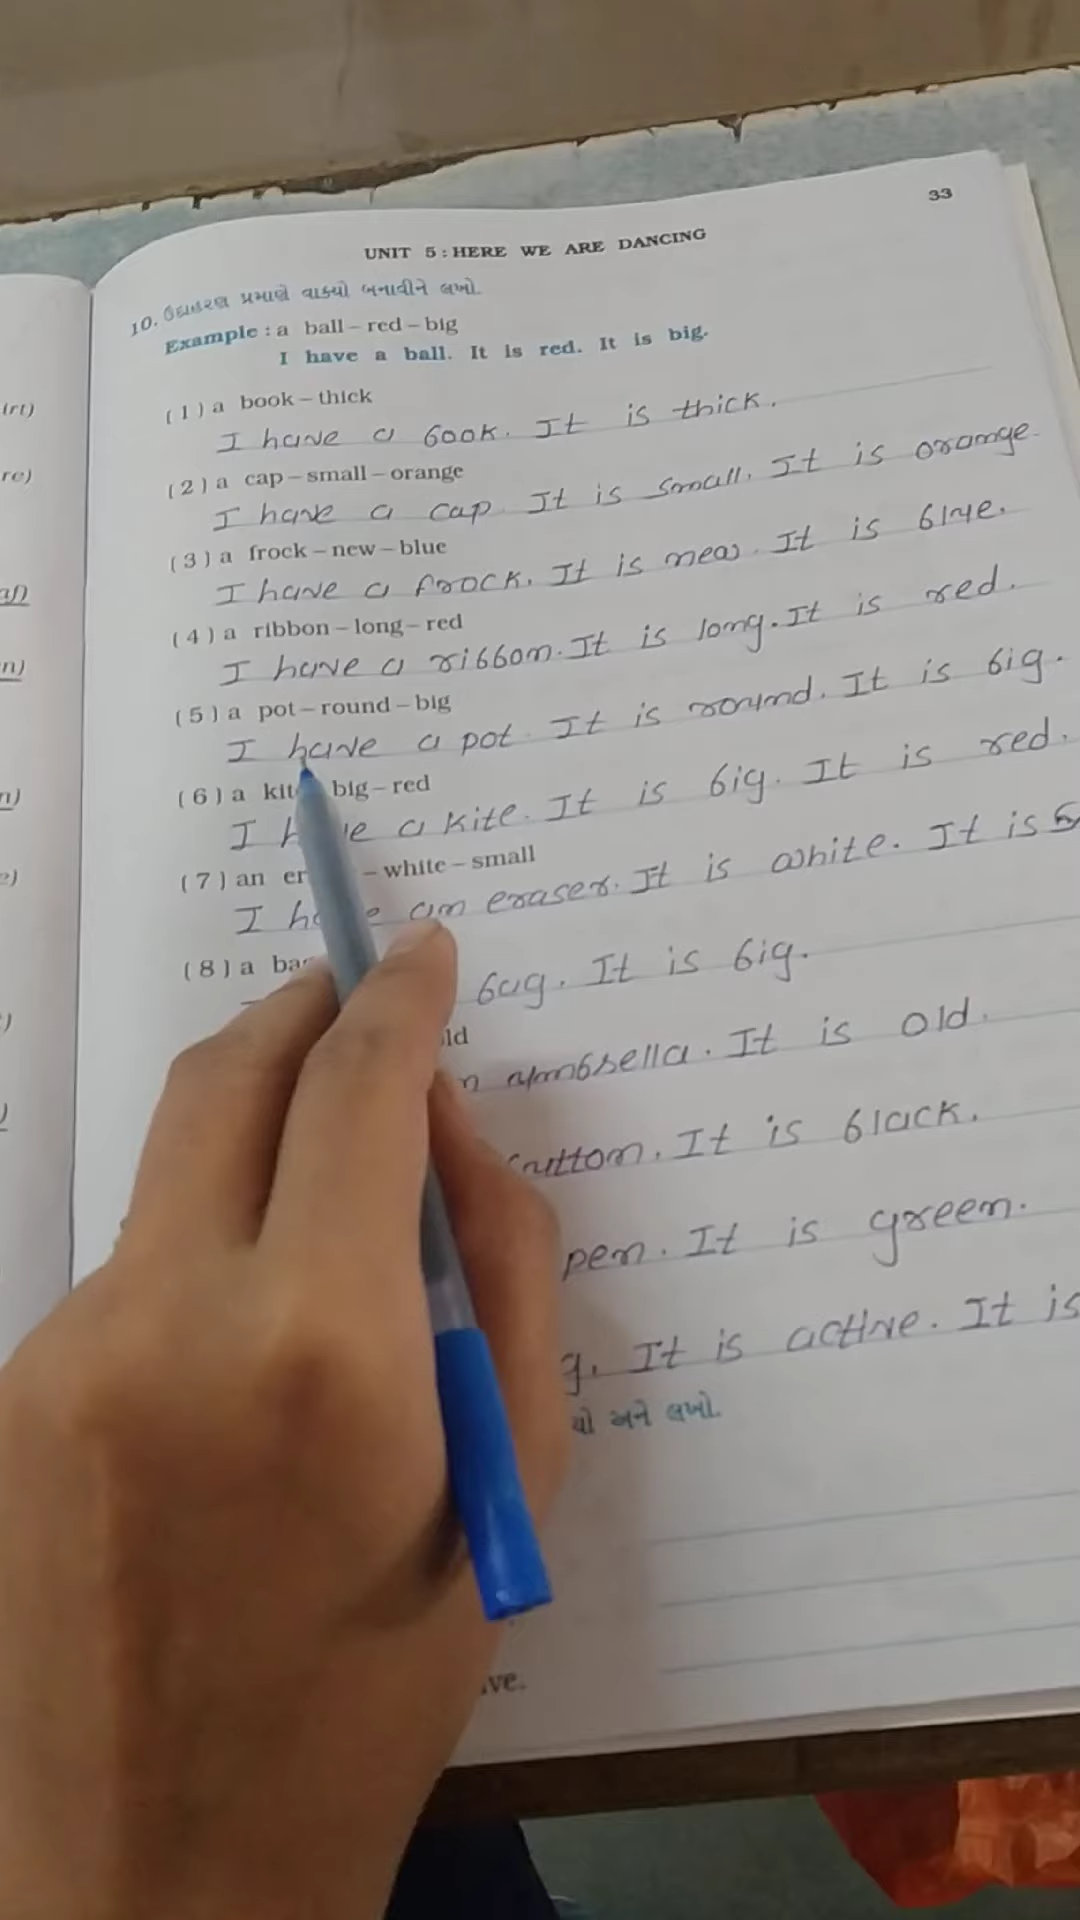 33
UNIT 5 : HERE WE ARE DANCING
10. ઉદાહરણ પ્રમાણે વાક્યો બનાવીને લખો.
Example : a ball – red – big
I have a ball. It is red. It is big.
(1) a book – thick
I have a book. It is thick.
(2) a cap – small – orange
I have a cap. It is small. It is orange.
(3) a frock – new – blue
I have a frock. It is new. It is blue.
(4) a ribbon – long – red
I have a ribbon. It is long. It is red.
(5) a pot – round – big
I have a pot. It is round. It is big.
(6) a big – red
I a kite. It is big. It is red.
(7) an – white – small
I an eraser. It is white. It is
(8) a
bag. It is big.
umbrella. It is old.
button. It is black.
pen. It is green.
It is active. It is
અને લખો.